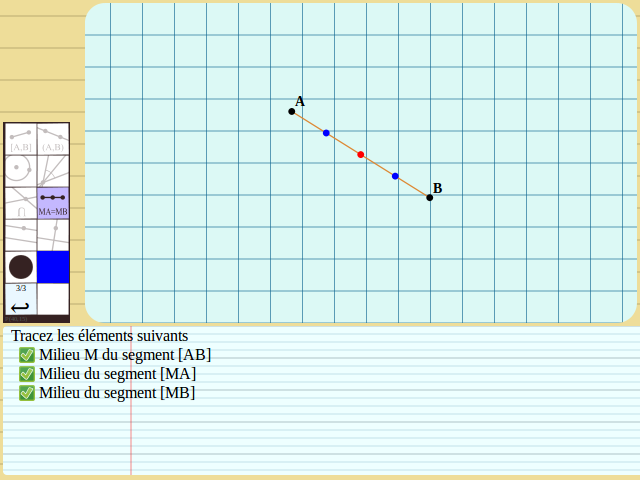 A
B
[A,B] (A,B)
MA=MB
3/3
Tracez les éléments suivants
Milieu M du segment [AB]
Milieu du segment [MA]
Milieu du segment [MB]